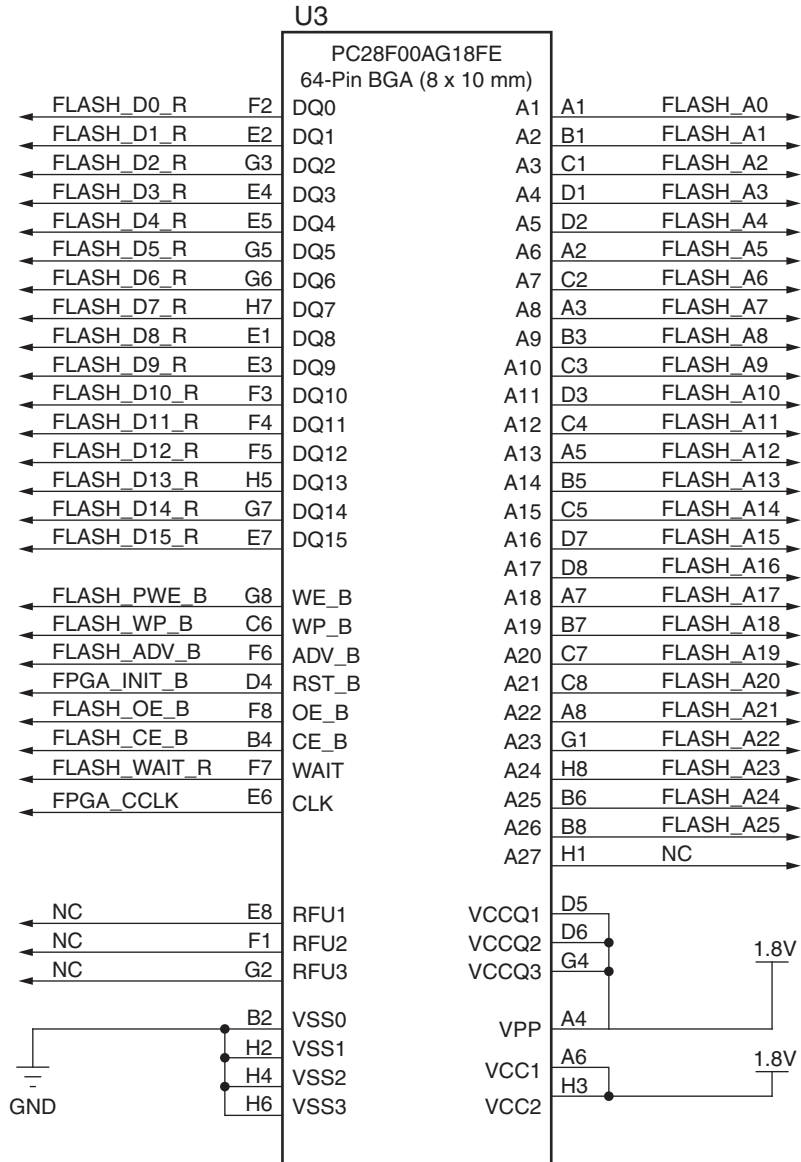 U3
PC28F00AG18FE
64-Pin BGA (8 x 10 mm)
FLASH_D0_R F2 DQ0 A1 A1 FLASH_A0
FLASH_D1_R E2 DQ1 A2 B1 FLASH_A1
FLASH_D2_R G3 DQ2 A3 C1 FLASH_A2
FLASH_D3_R E4 DQ3 A4 D1 FLASH_A3
FLASH_D4_R E5 DQ4 A5 D2 FLASH_A4
FLASH_D5_R G5 DQ5 A6 A2 FLASH_A5
FLASH_D6_R G6 DQ6 A7 C2 FLASH_A6
FLASH_D7_R H7 DQ7 A8 A3 FLASH_A7
FLASH_D8_R E1 DQ8 A9 B3 FLASH_A8
FLASH_D9_R E3 DQ9 A10 C3 FLASH_A9
FLASH_D10_R F3 DQ10 A11 D3 FLASH_A10
FLASH_D11_R F4 DQ11 A12 C4 FLASH_A11
FLASH_D12_R F5 DQ12 A13 A5 FLASH_A12
FLASH_D13_R H5 DQ13 A14 B5 FLASH_A13
FLASH_D14_R G7 DQ14 A15 C5 FLASH_A14
FLASH_D15_R E7 DQ15 A16 D7 FLASH_A15
A17 D8 FLASH_A16
FLASH_PWE_B G8 WE_B A18 A7 FLASH_A17
FLASH_WP_B C6 WP_B A19 B7 FLASH_A18
FLASH_ADV_B F6 ADV_B A20 C7 FLASH_A19
FPGA_INIT_B D4 RST_B A21 C8 FLASH_A20
FLASH_OE_B F8 OE_B A22 A8 FLASH_A21
FLASH_CE_B B4 CE_B A23 G1 FLASH_A22
FLASH_WAIT_R F7 WAIT A24 H8 FLASH_A23
FPGA_CCLK E6 CLK A25 B6 FLASH_A24
A26 B8 FLASH_A25
A27 H1 NC
NC E8 RFU1 VCCQ1 D5
NC F1 RFU2 VCCQ2 D6
NC G2 RFU3 VCCQ3 G4 1.8V
B2 VSS0 VPP A4
H2 VSS1 VCC1 A6 1.8V
H4 VSS2
GND H6 VSS3 VCC2 H3